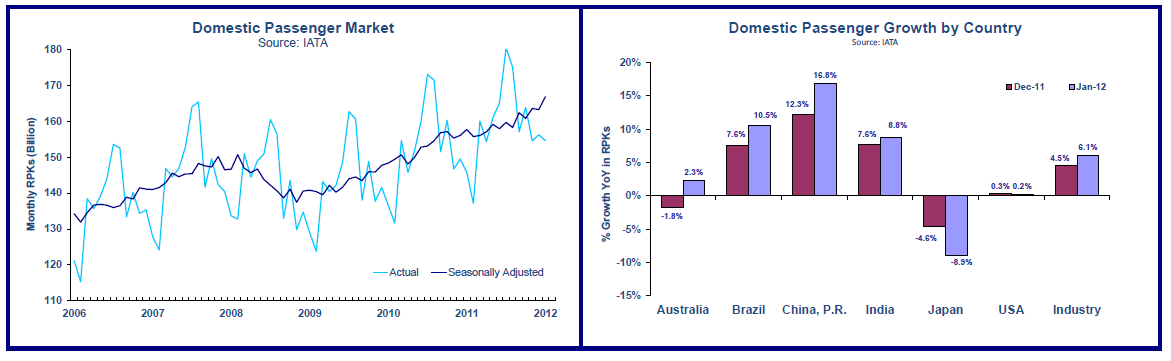 Domestic Passenger Market
Source: IATA
Monthly RPKs (Billion)
180
170
160
150
140
130
120
110
2006
2007
2008
2009
2010
2011
2012
Actual
Seasonally Adjusted
Domestic Passenger Growth by Country
Source: IATA
% Growth YoY in RPKs
20%
15%
10%
5%
0%
-5%
-10%
-15%
Dec-11
Jan-12
-1.8%
2.3%
7.6%
10.5%
12.3%
16.8%
7.6%
8.8%
-4.6%
-8.9%
0.3%
0.2%
4.5%
6.1%
Australia
Brazil
China, P.R.
India
Japan
USA
Industry